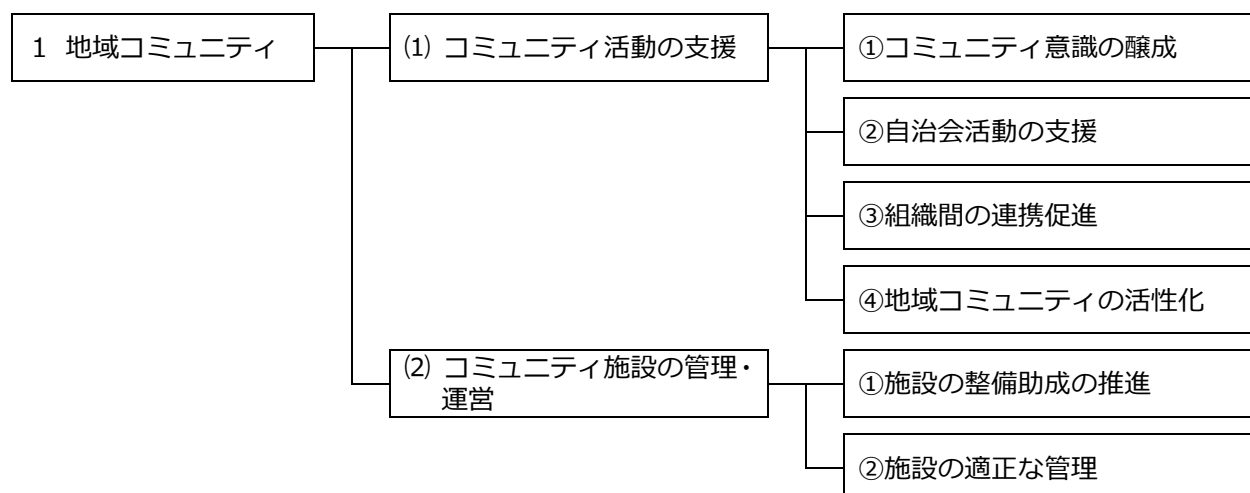 1 地域コミュニティ
⑴ コミュニティ活動の支援
①コミュニティ意識の醸成
②自治会活動の支援
③組織間の連携促進
④地域コミュニティの活性化
⑵ コミュニティ施設の管理・
運営
①施設の整備助成の推進
②施設の適正な管理